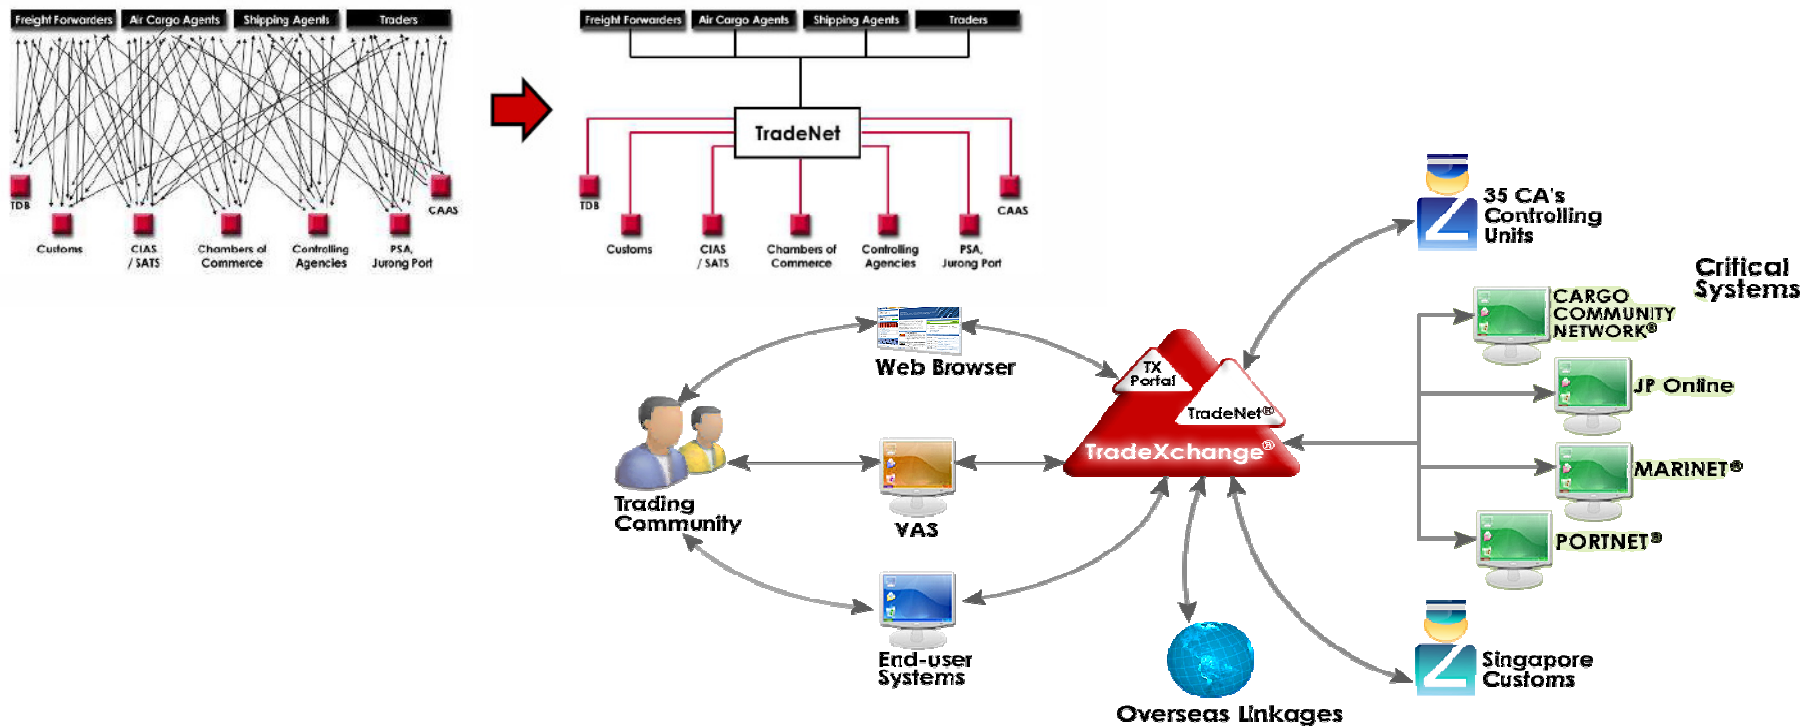 Freight Forwarders
Air Cargo Agents
Shipping Agents
Traders
TDB
CAAS
Customs
CIAS
/ SATS
Chambers of
Commerce
Controlling
Agencies
PSA,
Jurong Port
Freight Forwarders
Air Cargo Agents
Shipping Agents
Traders
TradeNet
TDB
CAAS
Customs
CIAS
/ SATS
Chambers of
Commerce
Controlling
Agencies
PSA,
Jurong Port
35 CA's
Controlling
Units
Critical
Systems
CARGO
COMMUNITY
NETWORK®
JP Online
MARINET®
PORTNET®
Singapore
Customs
Web Browser
TX
Portal
TradeNet®
TradeXchange®
Trading
Community
VAS
End-user
Systems
Overseas Linkages